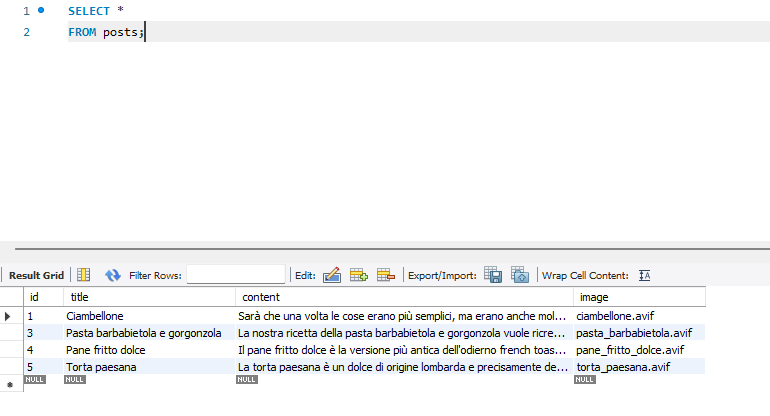 1 SELECT *
2 FROM posts;
Result Grid Filter Rows: Edit: Export/Import: Wrap Cell Content:
id title content image
1 Ciambellone Sarà che una volta le cose erano più semplici, ma erano anche mol... ciambellone.avif
3 Pasta barbabietola e gorgonzola La nostra ricetta della pasta barbabietola e gorgonzola vuole ricre... pasta_barbabietola.avif
4 Pane fritto dolce Il pane fritto dolce è la versione più antica dell'odierno french toas... pane_fritto_dolce.avif
5 Torta paesana La torta paesana è un dolce di origine lombarda e precisamente de... torta_paesana.avif
NULL NULL NULL NULL